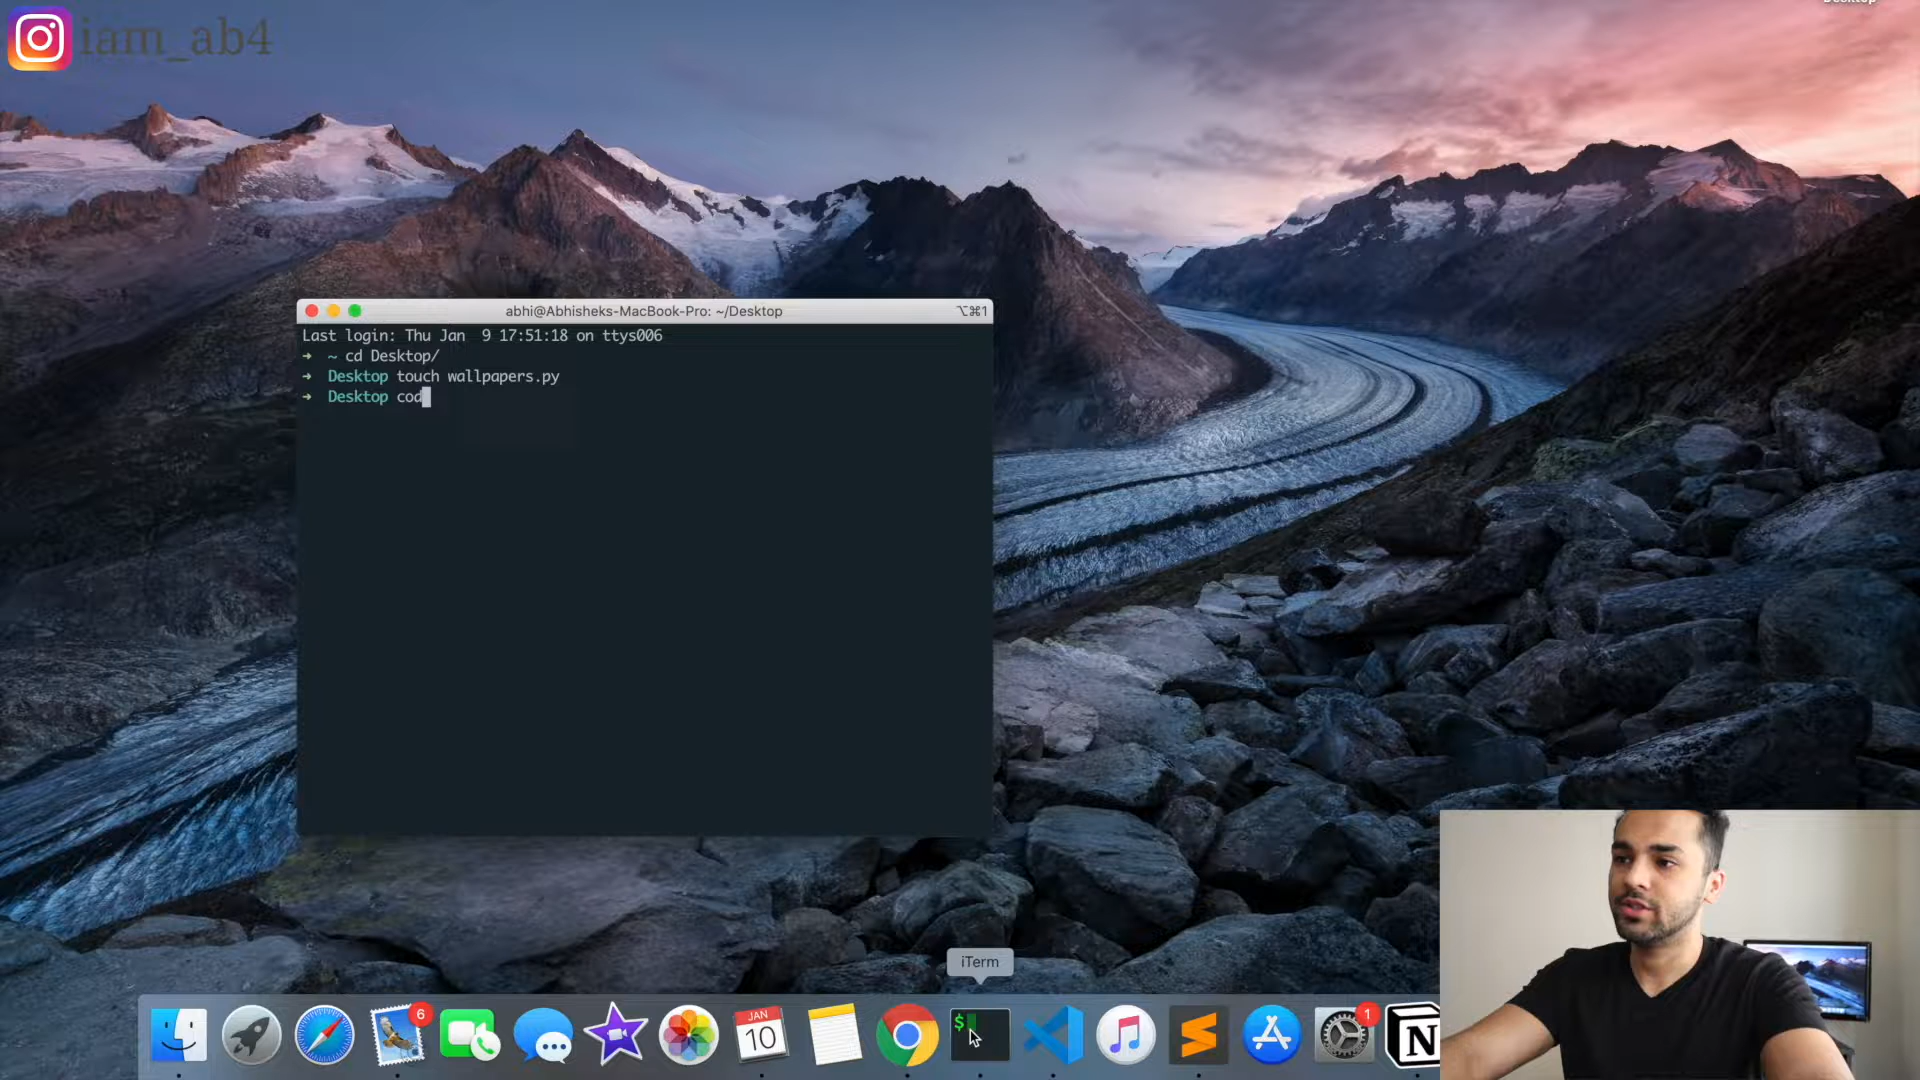 iam_ab4
Desktop
abhi@Abhisheks-MacBook-Pro: ~/Desktop
⌥⌘1
Last login: Thu Jan  9 17:51:18 on ttys006
➜  ~ cd Desktop/
➜  Desktop touch wallpapers.py
➜  Desktop cod
iTerm
6
JAN
10
$
1
N